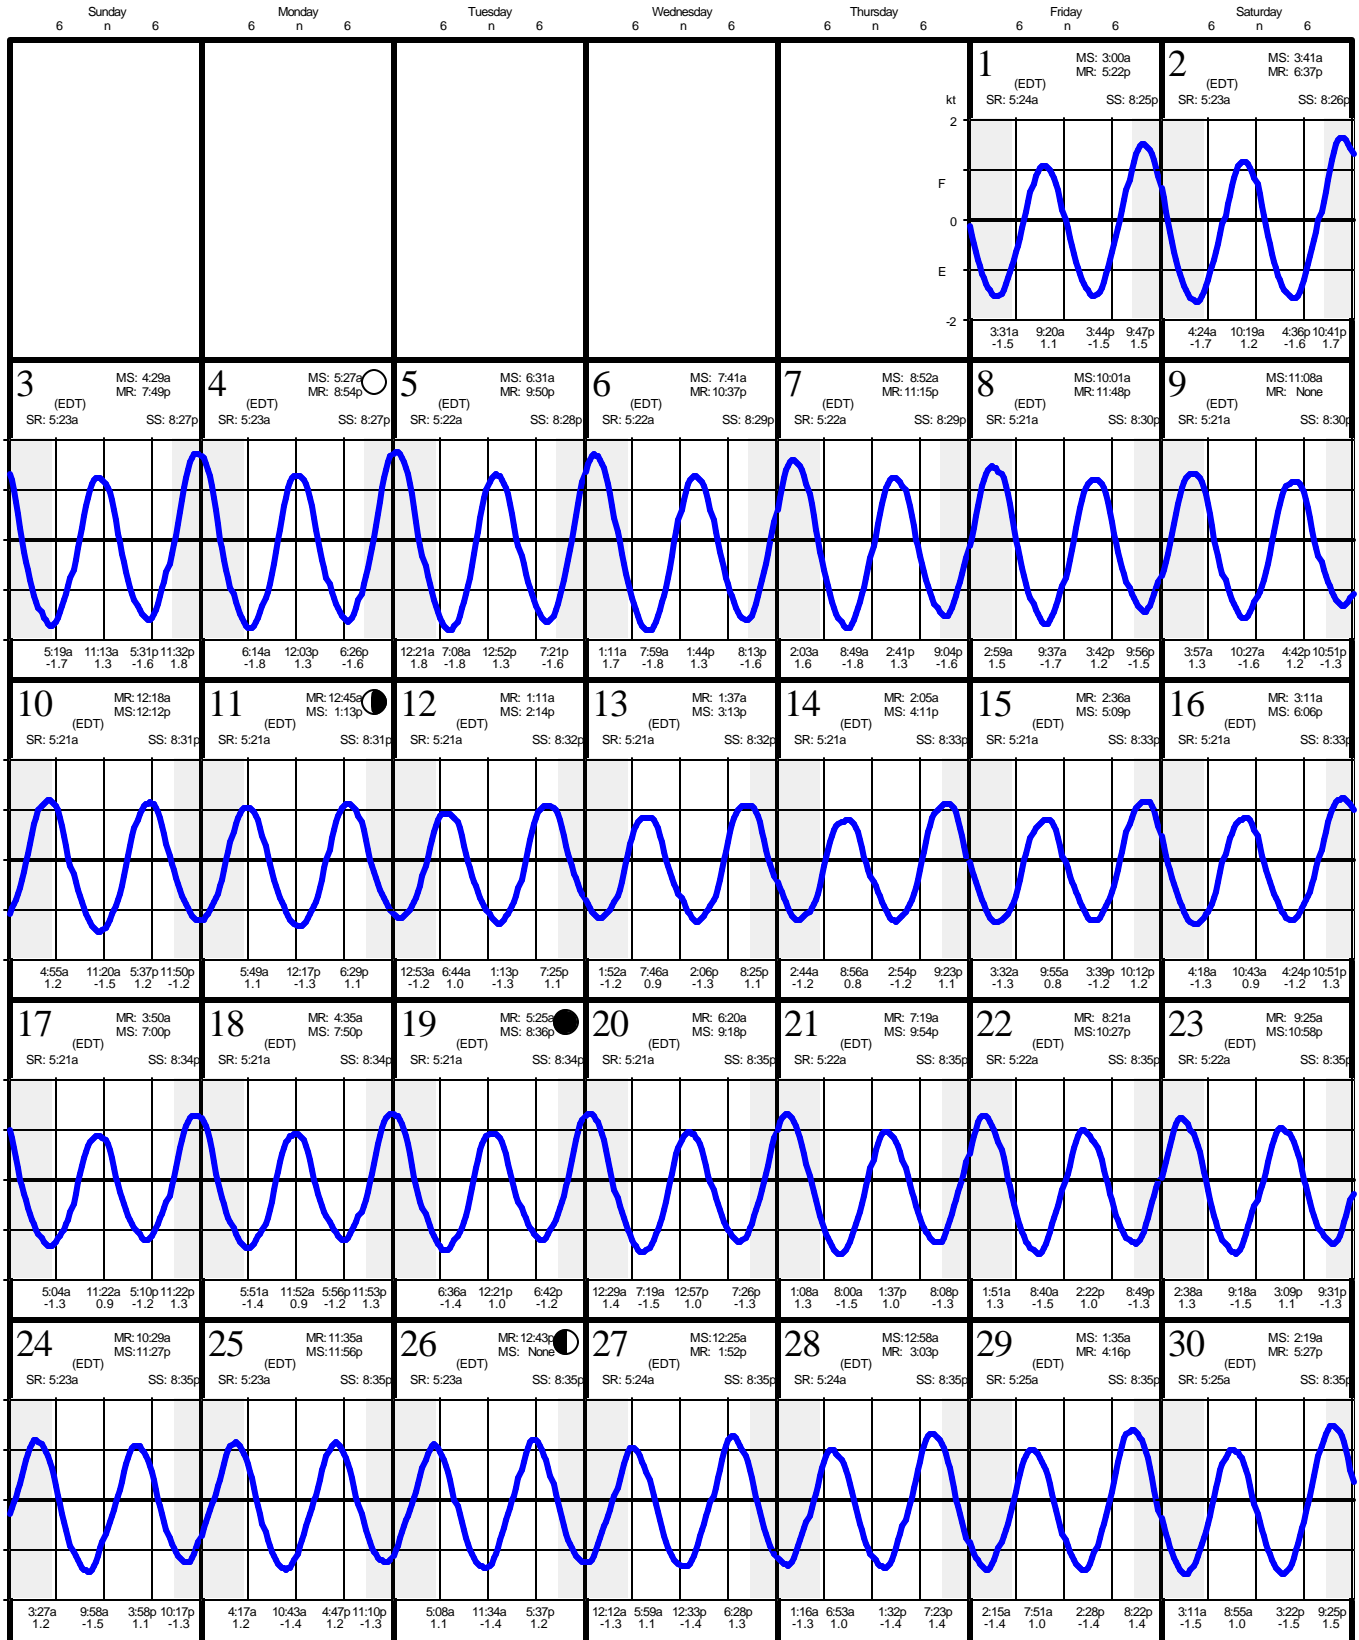 Sunday Monday Tuesday Wednesday Thursday Friday Saturday
6 n 6 6 n 6 6 n 6 6 n 6 6 n 6 6 n 6 6 n 6
1 MS: 3:00a 2 MS: 3:41a
MR: 5:22p MR: 6:37p
(EDT) (EDT)
kt SR: 5:24a SS: 8:25p SR: 5:23a SS: 8:26p
2
F
0
E
-2
3:31a 9:20a 3:44p 9:47p 4:24a 10:19a 4:36p 10:41p
-1.5 1.1 -1.5 1.5 -1.7 1.2 -1.6 1.7
3 MS: 4:29a 4 MS: 5:27a 5 MS: 6:31a 6 MS: 7:41a 7 MS: 8:52a 8 MS:10:01a 9 MS:11:08a
MR: 7:49p MR: 8:54p MR: 9:50p MR:10:37p MR:11:15p MR:11:48p MR: None
(EDT) (EDT) (EDT) (EDT) (EDT) (EDT) (EDT)
SR: 5:23a SS: 8:27p SR: 5:23a SS: 8:27p SR: 5:22a SS: 8:28p SR: 5:22a SS: 8:29p SR: 5:22a SS: 8:29p SR: 5:21a SS: 8:30p SR: 5:21a SS: 8:30p
5:19a 11:13a 5:31p 11:32p 6:14a 12:03p 6:26p 12:21a 7:08a 12:52p 7:21p 1:11a 7:59a 1:44p 8:13p 2:03a 8:49a 2:41p 9:04p 2:59a 9:37a 3:42p 9:56p 3:57a 10:27a 4:42p 10:51p
-1.7 1.3 -1.6 1.8 -1.8 1.3 -1.6 1.8 -1.8 1.3 -1.6 1.7 -1.8 1.3 -1.6 1.6 -1.8 1.3 -1.6 1.5 -1.7 1.2 -1.5 1.3 -1.6 1.2 -1.3
10 MR:12:18a 11 MR:12:45a 12 MR: 1:11a 13 MR: 1:37a 14 MR: 2:05a 15 MR: 2:36a 16 MR: 3:11a
MS:12:12p MS: 1:13p MS: 2:14p MS: 3:13p MS: 4:11p MS: 5:09p MS: 6:06p
(EDT) (EDT) (EDT) (EDT) (EDT) (EDT) (EDT)
SR: 5:21a SS: 8:31p SR: 5:21a SS: 8:31p SR: 5:21a SS: 8:32p SR: 5:21a SS: 8:32p SR: 5:21a SS: 8:33p SR: 5:21a SS: 8:33p SR: 5:21a SS: 8:33p
4:55a 11:20a 5:37p 11:50p 5:49a 12:17p 6:29p 12:53a 6:44a 1:13p 7:25p 1:52a 7:46a 2:06p 8:25p 2:44a 8:56a 2:54p 9:23p 3:32a 9:55a 3:39p 10:12p 4:18a 10:43a 4:24p 10:51p
1.2 -1.5 1.2 -1.2 1.1 -1.3 1.1 -1.2 1.0 -1.3 1.1 -1.2 0.9 -1.3 1.1 -1.2 0.8 -1.2 1.1 -1.3 0.8 -1.2 1.2 -1.3 0.9 -1.2 1.3
17 MR: 3:50a 18 MR: 4:35a 19 MR: 5:25a 20 MR: 6:20a 21 MR: 7:19a 22 MR: 8:21a 23 MR: 9:25a
MS: 7:00p MS: 7:50p MS: 8:36p MS: 9:18p MS: 9:54p MS:10:27p MS:10:58p
(EDT) (EDT) (EDT) (EDT) (EDT) (EDT) (EDT)
SR: 5:21a SS: 8:34p SR: 5:21a SS: 8:34p SR: 5:21a SS: 8:34p SR: 5:21a SS: 8:35p SR: 5:22a SS: 8:35p SR: 5:22a SS: 8:35p SR: 5:22a SS: 8:35p
5:04a 11:22a 5:10p 11:22p 5:51a 11:52a 5:56p 11:53p 6:36a 12:21p 6:42p 12:29a 7:19a 12:57p 7:26p 1:08a 8:00a 1:37p 8:08p 1:51a 8:40a 2:22p 8:49p 2:38a 9:18a 3:09p 9:31p
-1.3 0.9 -1.2 1.3 -1.4 0.9 -1.2 1.3 -1.4 1.0 -1.2 1.4 -1.5 1.0 -1.3 1.3 -1.5 1.0 -1.3 1.3 -1.5 1.0 -1.3 1.3 -1.5 1.1 -1.3
24 MR:10:29a 25 MR:11:35a 26 MR:12:43p 27 MS:12:25a 28 MS:12:58a 29 MS: 1:35a 30 MS: 2:19a
MS:11:27p MS:11:56p MS: None MR: 1:52p MR: 3:03p MR: 4:16p MR: 5:27p
(EDT) (EDT) (EDT) (EDT) (EDT) (EDT) (EDT)
SR: 5:23a SS: 8:35p SR: 5:23a SS: 8:35p SR: 5:23a SS: 8:35p SR: 5:24a SS: 8:35p SR: 5:24a SS: 8:35p SR: 5:25a SS: 8:35p SR: 5:25a SS: 8:35p
3:27a 9:58a 3:58p 10:17p 4:17a 10:43a 4:47p 11:10p 5:08a 11:34a 5:37p 12:12a 5:59a 12:33p 6:28p 1:16a 6:53a 1:32p 7:23p 2:15a 7:51a 2:28p 8:22p 3:11a 8:55a 3:22p 9:25p
1.2 -1.5 1.1 -1.3 1.2 -1.4 1.2 -1.3 1.1 -1.4 1.2 -1.3 1.1 -1.4 1.3 -1.3 1.0 -1.4 1.4 -1.4 1.0 -1.4 1.4 -1.5 1.0 -1.5 1.5